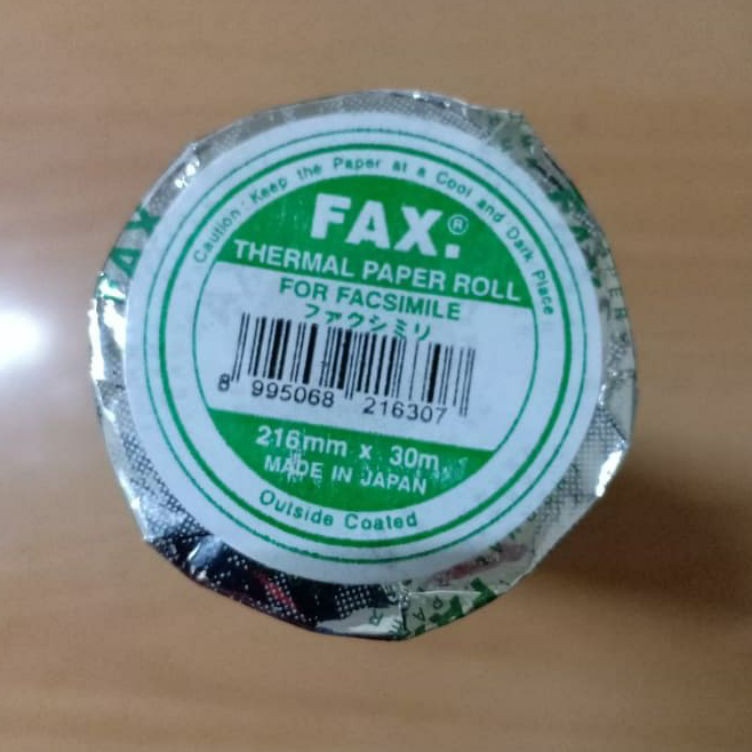 Caution: Keep the Paper at a Cool and Dark Place
FAX.®
THERMAL PAPER ROLL
FOR FACSIMILE
ファクシミリ
8 995068 216307
216mm x 30m
MADE IN JAPAN
Outside Coated
FAX